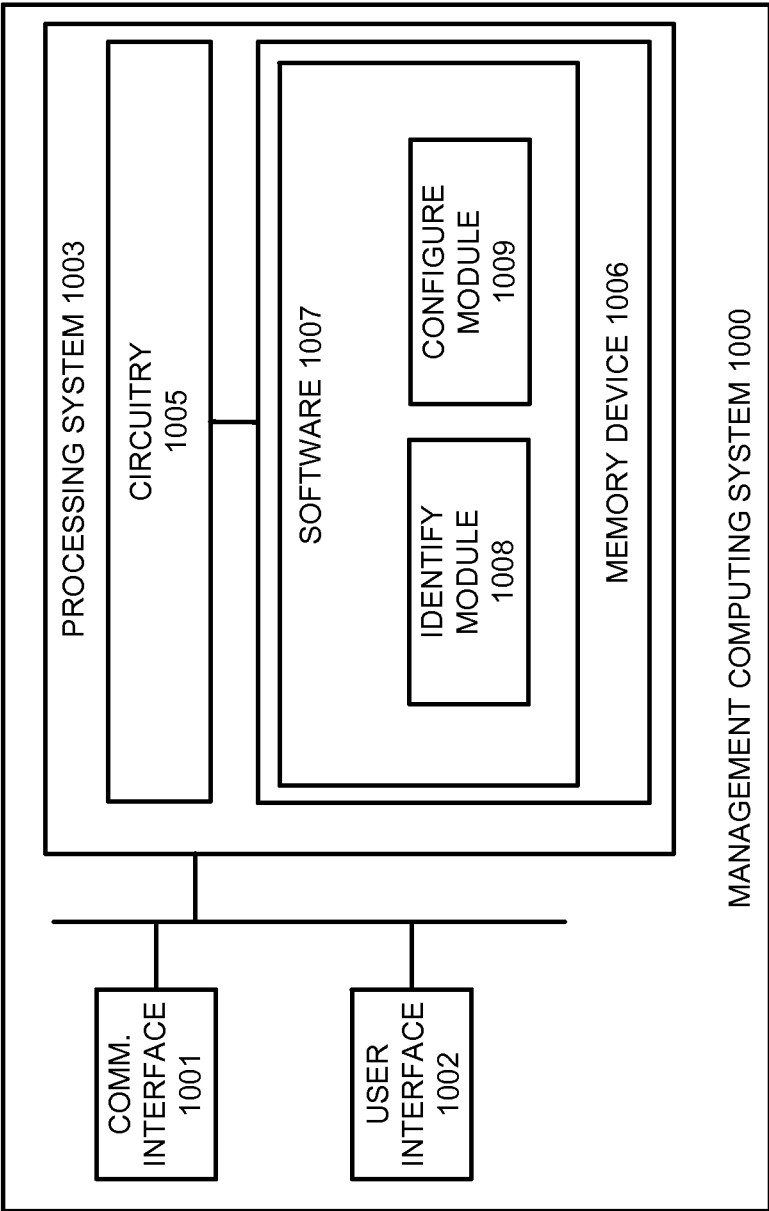 PROCESSING SYSTEM 1003
CIRCUITRY
1005
COMM.
INTERFACE
1001
SOFTWARE 1007
USER
INTERFACE
1002
IDENTIFY
MODULE
1008
CONFIGURE
MODULE
1009
MEMORY DEVICE 1006
MANAGEMENT COMPUTING SYSTEM 1000